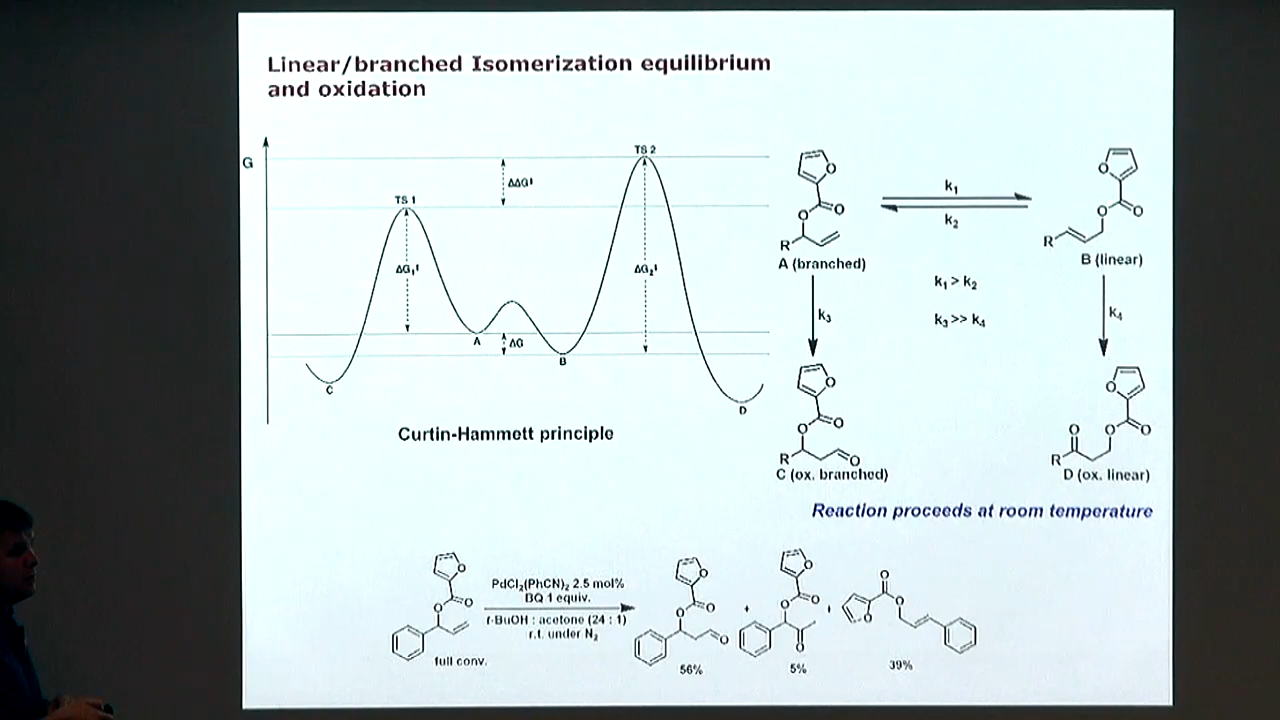 Linear/branched Isomerization equilibrium
and oxidation
G
TS 1
TS 2
ΔΔG‡
ΔG₁‡
ΔG₂‡
A
ΔG
B
C
D
Curtin-Hammett principle
O
O
O
R
A (branched)
k₁
k₂
k₁ > k₂
k₃ >> k₄
O
O
O
R
B (linear)
k₃
k₄
O
O
O
R
O
C (ox. branched)
O
O
O
O
R
D (ox. linear)
Reaction proceeds at room temperature
O
O
O
full conv.
PdCl₂(PhCN)₂ 2.5 mol%
BQ 1 equiv.
t-BuOH : acetone (24 : 1)
r.t. under N₂
O
O
O
O
56%
+
O
O
O
O
5%
O
O
O
39%